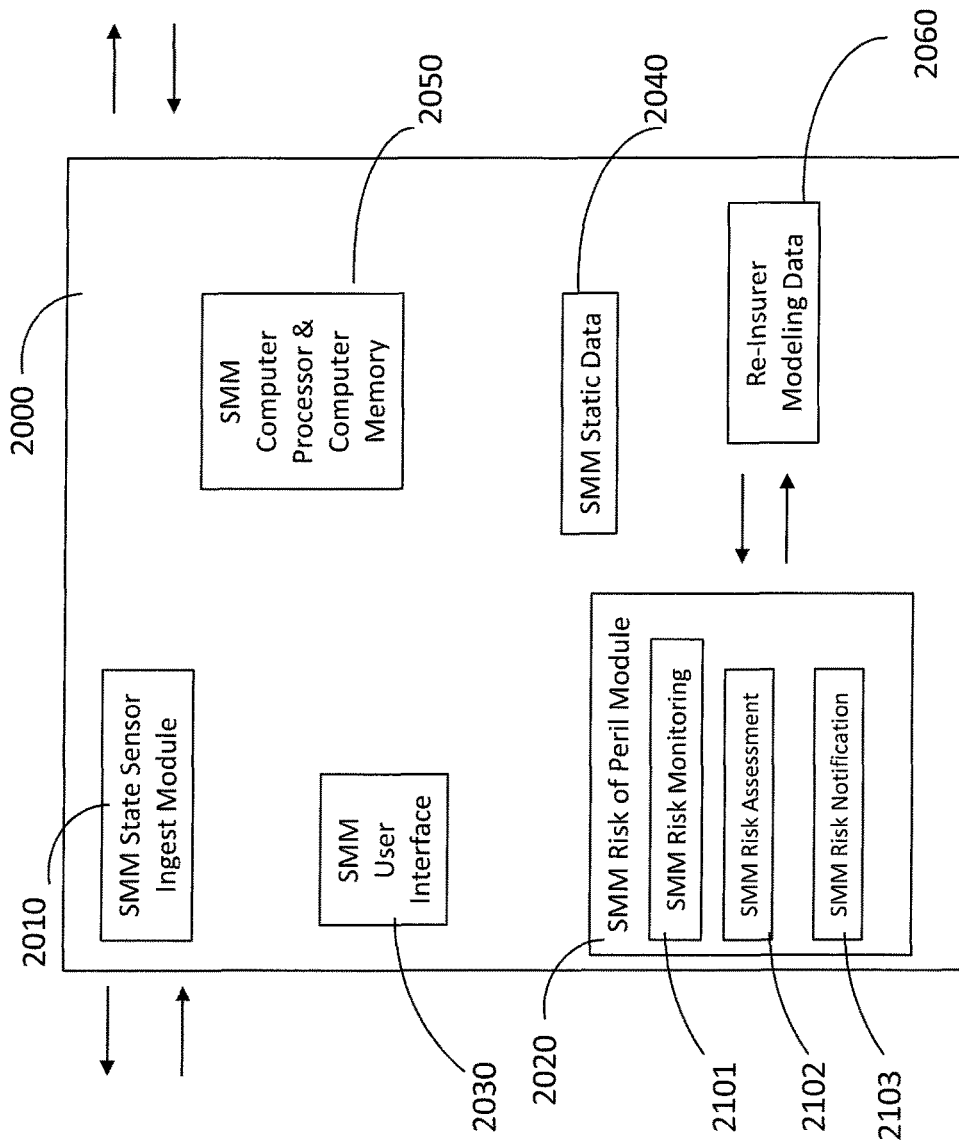 2000
2010
SMM State Sensor
Ingest Module
SMM
Computer
Processor &
Computer
Memory
2050
SMM
User
Interface
2030
SMM Static Data
2040
2020
SMM Risk of Peril Module
SMM Risk Monitoring
2101
SMM Risk Assessment
2102
SMM Risk Notification
2103
Re-Insurer
Modeling Data
2060